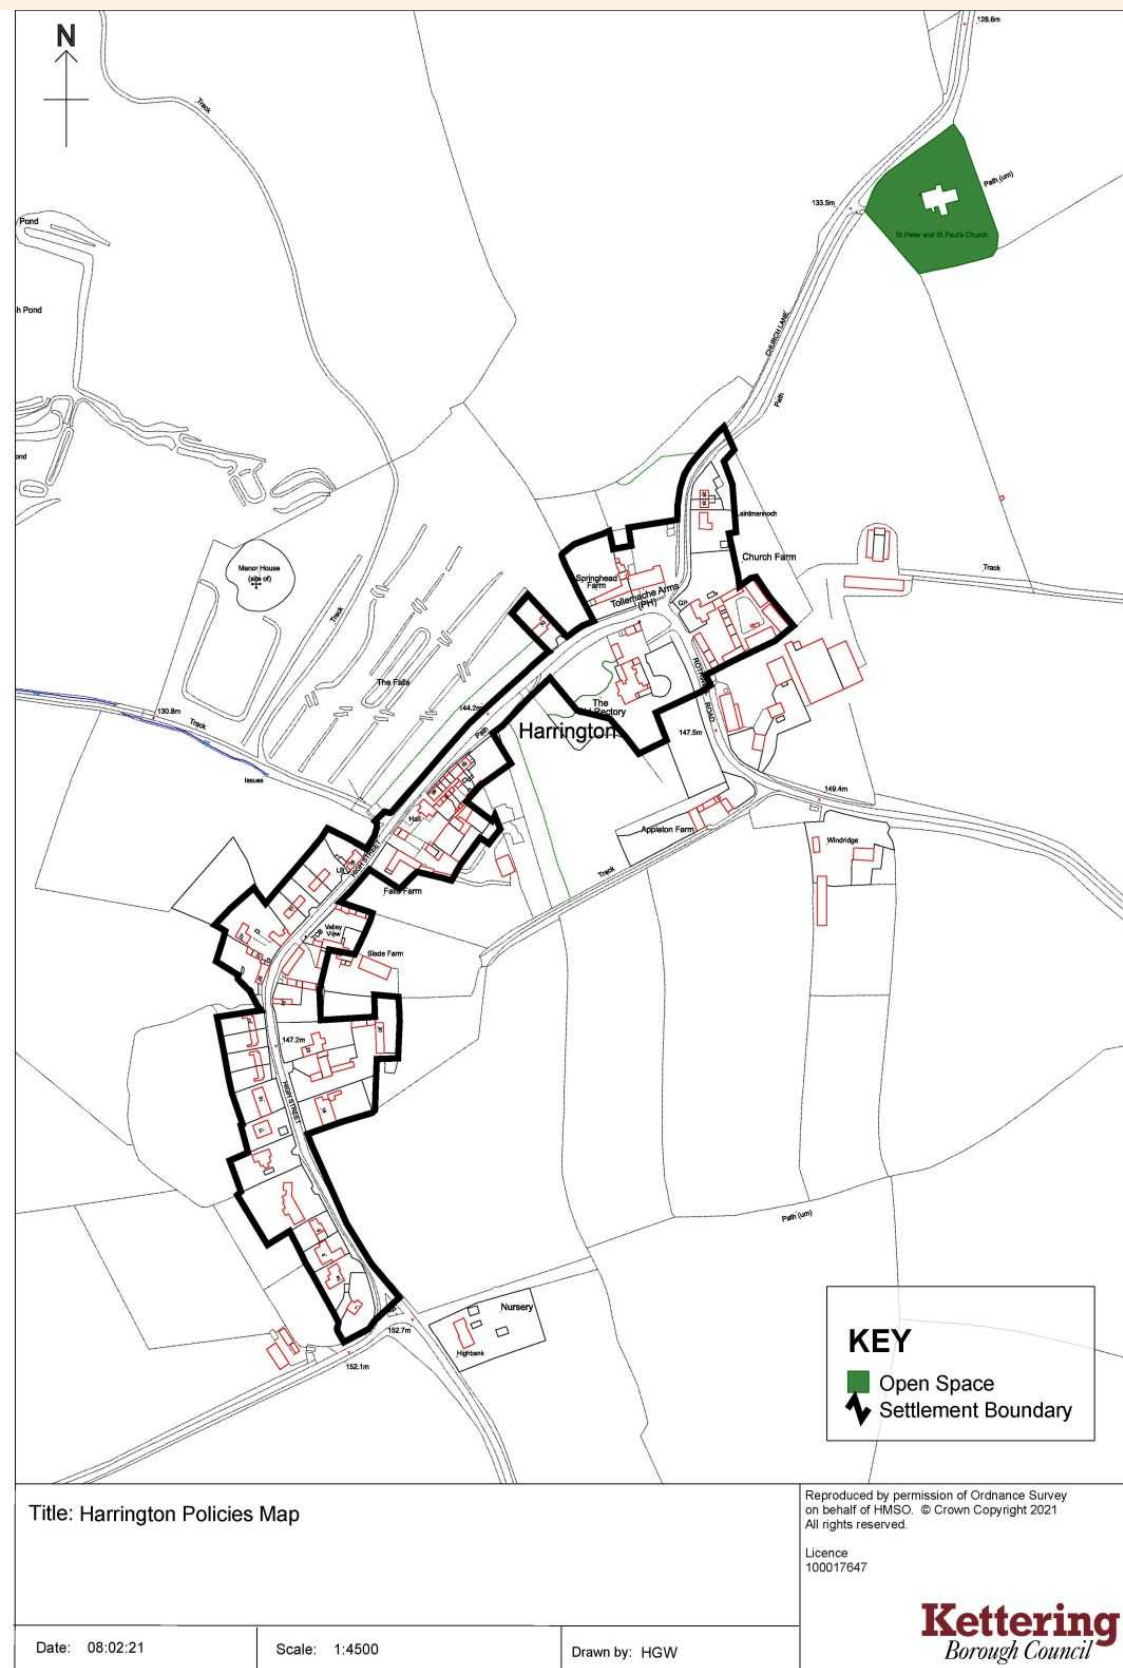 N
128.6m
Track
Path (um)
133.5m
St Peter and St Paul's Church
Pond
h Pond
CHURCH LANE
Path
ond
Church Farm
Manor House
(site of)
Springhead
Farm
Track
Tollemache Arms
(PH)
GP
Track
ROTHWELL ROAD
The Falls
The
Old Rectory
130.8m
Track
144.2m
Path
Harrington
147.5m
Issues
149.4m
Hall
Appleton Farm
Windridge
HIGH STREET
LB
Falls Farm
Track
TCB
Valley
View
Slade Farm
147.2m
HIGH STREET
Path (um)
Nursery
152.7m
Highbank
152.1m
KEY
Open Space
Settlement Boundary
Title: Harrington Policies Map
Reproduced by permission of Ordnance Survey
on behalf of HMSO. © Crown Copyright 2021
All rights reserved.
Licence
100017647
Date: 08:02:21
Scale: 1:4500
Drawn by: HGW
Kettering
Borough Council